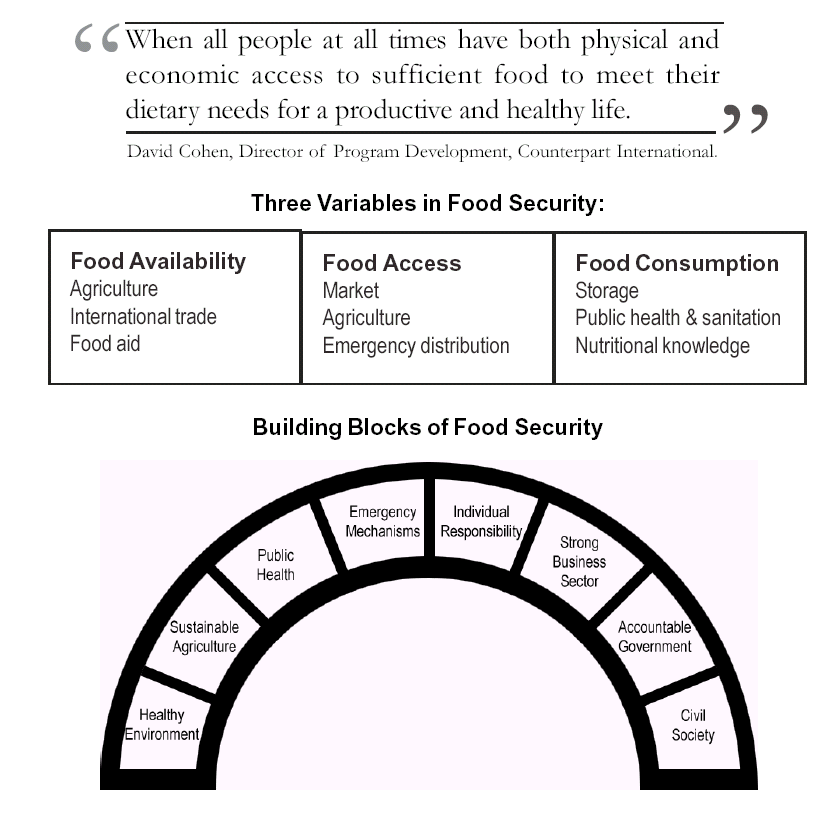 “When all people at all times have both physical and
economic access to sufficient food to meet their
dietary needs for a productive and healthy life.”
David Cohen, Director of Program Development, Counterpart International.
Three Variables in Food Security:
Food Availability
Agriculture
International trade
Food aid
Food Access
Market
Agriculture
Emergency distribution
Food Consumption
Storage
Public health & sanitation
Nutritional knowledge
Building Blocks of Food Security
Healthy
Environment
Sustainable
Agriculture
Public
Health
Emergency
Mechanisms
Individual
Responsibility
Strong
Business
Sector
Accountable
Government
Civil
Society